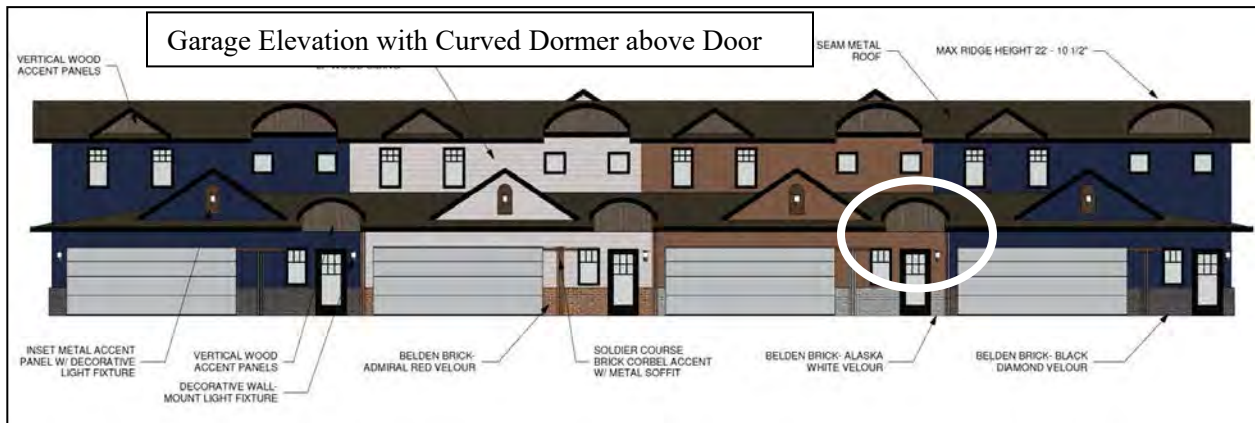 Garage Elevation with Curved Dormer above Door
VERTICAL WOOD
ACCENT PANELS
SEAM METAL
ROOF
MAX RIDGE HEIGHT 22' - 10 1/2"
INSET METAL ACCENT
PANEL W/ DECORATIVE
LIGHT FIXTURE
VERTICAL WOOD
ACCENT PANELS
DECORATIVE WALL-
MOUNT LIGHT FIXTURE
BELDEN BRICK-
ADMIRAL RED VELOUR
SOLDIER COURSE
BRICK CORBEL ACCENT
W/ METAL SOFFIT
BELDEN BRICK- ALASKA
WHITE VELOUR
BELDEN BRICK- BLACK
DIAMOND VELOUR